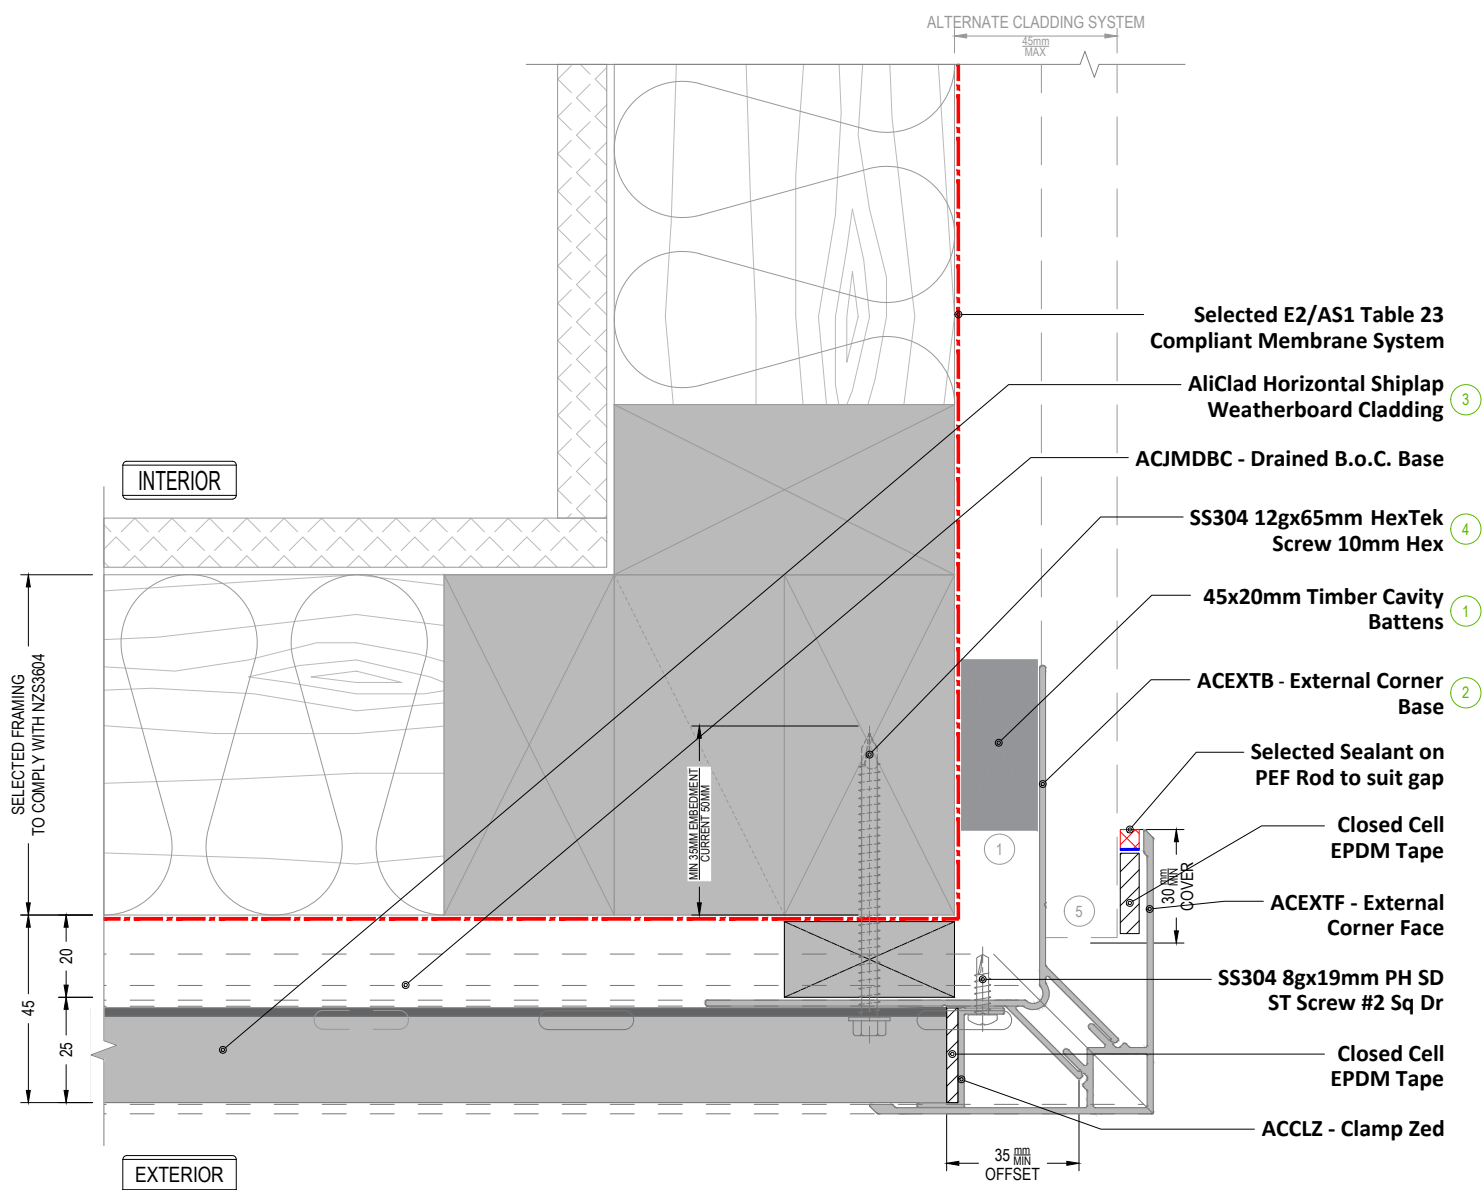 ALTERNATE CLADDING SYSTEM
45mm
MAX
Selected E2/AS1 Table 23
Compliant Membrane System
AliClad Horizontal Shiplap
Weatherboard Cladding
3
ACJMDBC - Drained B.o.C. Base
INTERIOR
SS304 12gx65mm HexTek
Screw 10mm Hex
4
45x20mm Timber Cavity
Battens
1
ACEXTB - External Corner
Base
2
SELECTED FRAMING
TO COMPLY WITH NZS3604
Selected Sealant on
PEF Rod to suit gap
MIN 35MM EMBEDMENT
CURRENT 50MM
Closed Cell
EPDM Tape
1
30 mm
MIN
COVER
5
ACEXTF - External
Corner Face
20
45
25
SS304 8gx19mm PH SD
ST Screw #2 Sq Dr
Closed Cell
EPDM Tape
ACCLZ - Clamp Zed
35 mm
MIN
OFFSET
EXTERIOR